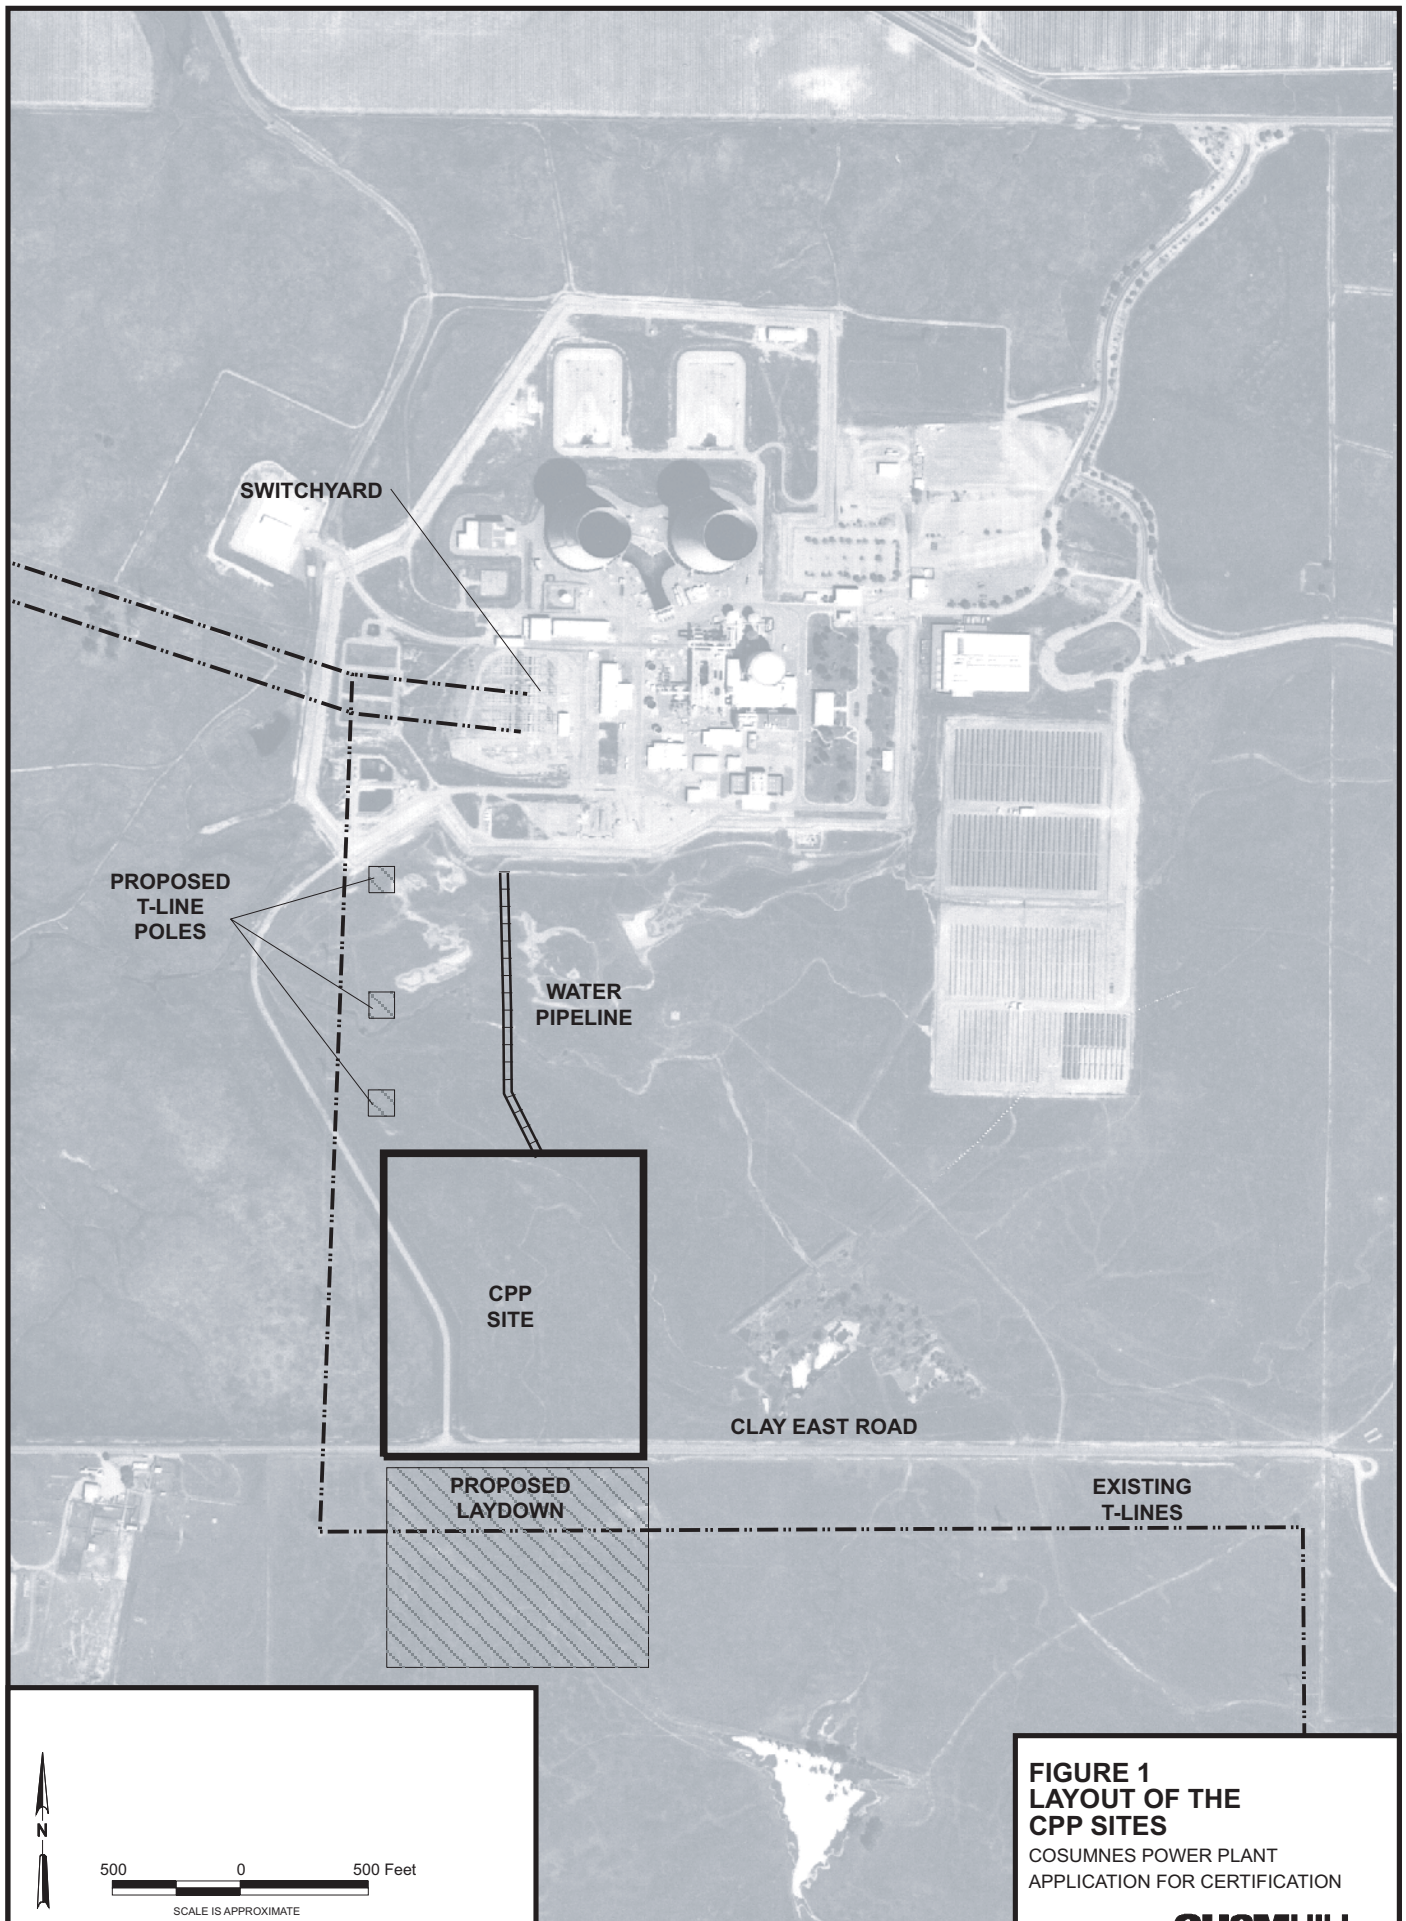 SWITCHYARD
PROPOSED
T-LINE
POLES
WATER
PIPELINE
CPP
SITE
CLAY EAST ROAD
PROPOSED
LAYDOWN
EXISTING
T-LINES
N
500 0 500 Feet
SCALE IS APPROXIMATE
FIGURE 1
LAYOUT OF THE
CPP SITES
COSUMNES POWER PLANT
APPLICATION FOR CERTIFICATION